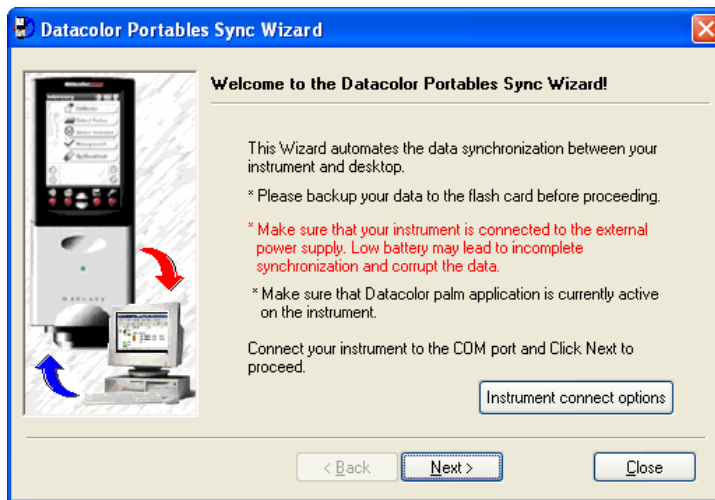 Datacolor Portables Sync Wizard
Welcome to the Datacolor Portables Sync Wizard!
This Wizard automates the data synchronization between your
instrument and desktop.
* Please backup your data to the flash card before proceeding.
* Make sure that your instrument is connected to the external
power supply. Low battery may lead to incomplete
synchronization and corrupt the data.
* Make sure that Datacolor palm application is currently active
on the instrument.
Connect your instrument to the COM port and Click Next to
proceed.
Instrument connect options
< Back
Next >
Close